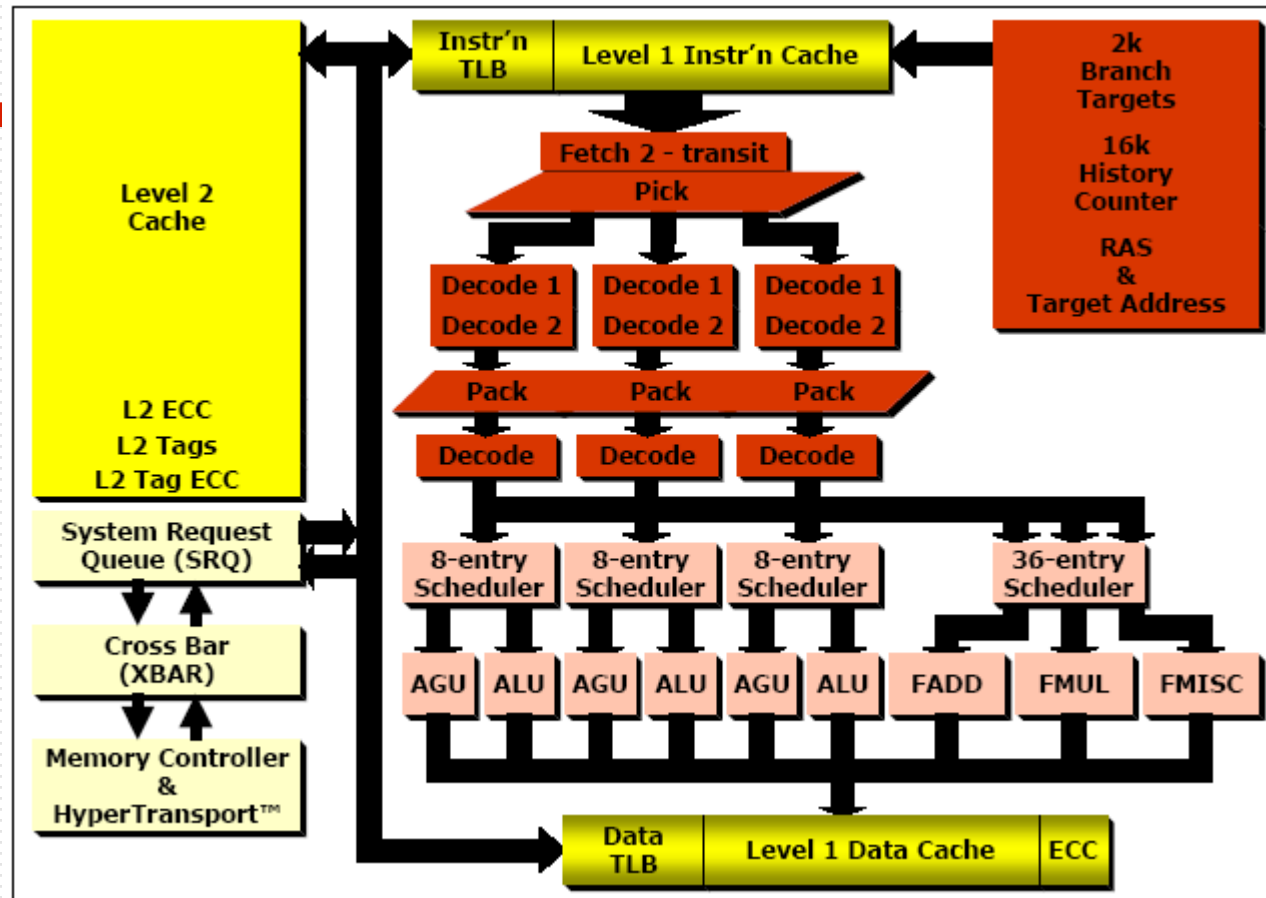 Level 2
Cache
L2 ECC
L2 Tags
L2 Tag ECC
System Request
Queue (SRQ)
Cross Bar
(XBAR)
Memory Controller
&
HyperTransport™
Instr’n
TLB
Level 1 Instr’n Cache
2k
Branch
Targets
16k
History
Counter
RAS
&
Target Address
Fetch 2 - transit
Pick
Decode 1 Decode 1 Decode 1
Decode 2 Decode 2 Decode 2
Pack Pack Pack
Decode Decode Decode
8-entry
Scheduler
8-entry
Scheduler
8-entry
Scheduler
36-entry
Scheduler
AGU ALU AGU ALU AGU ALU FADD FMUL FMISC
Data
TLB
Level 1 Data Cache
ECC